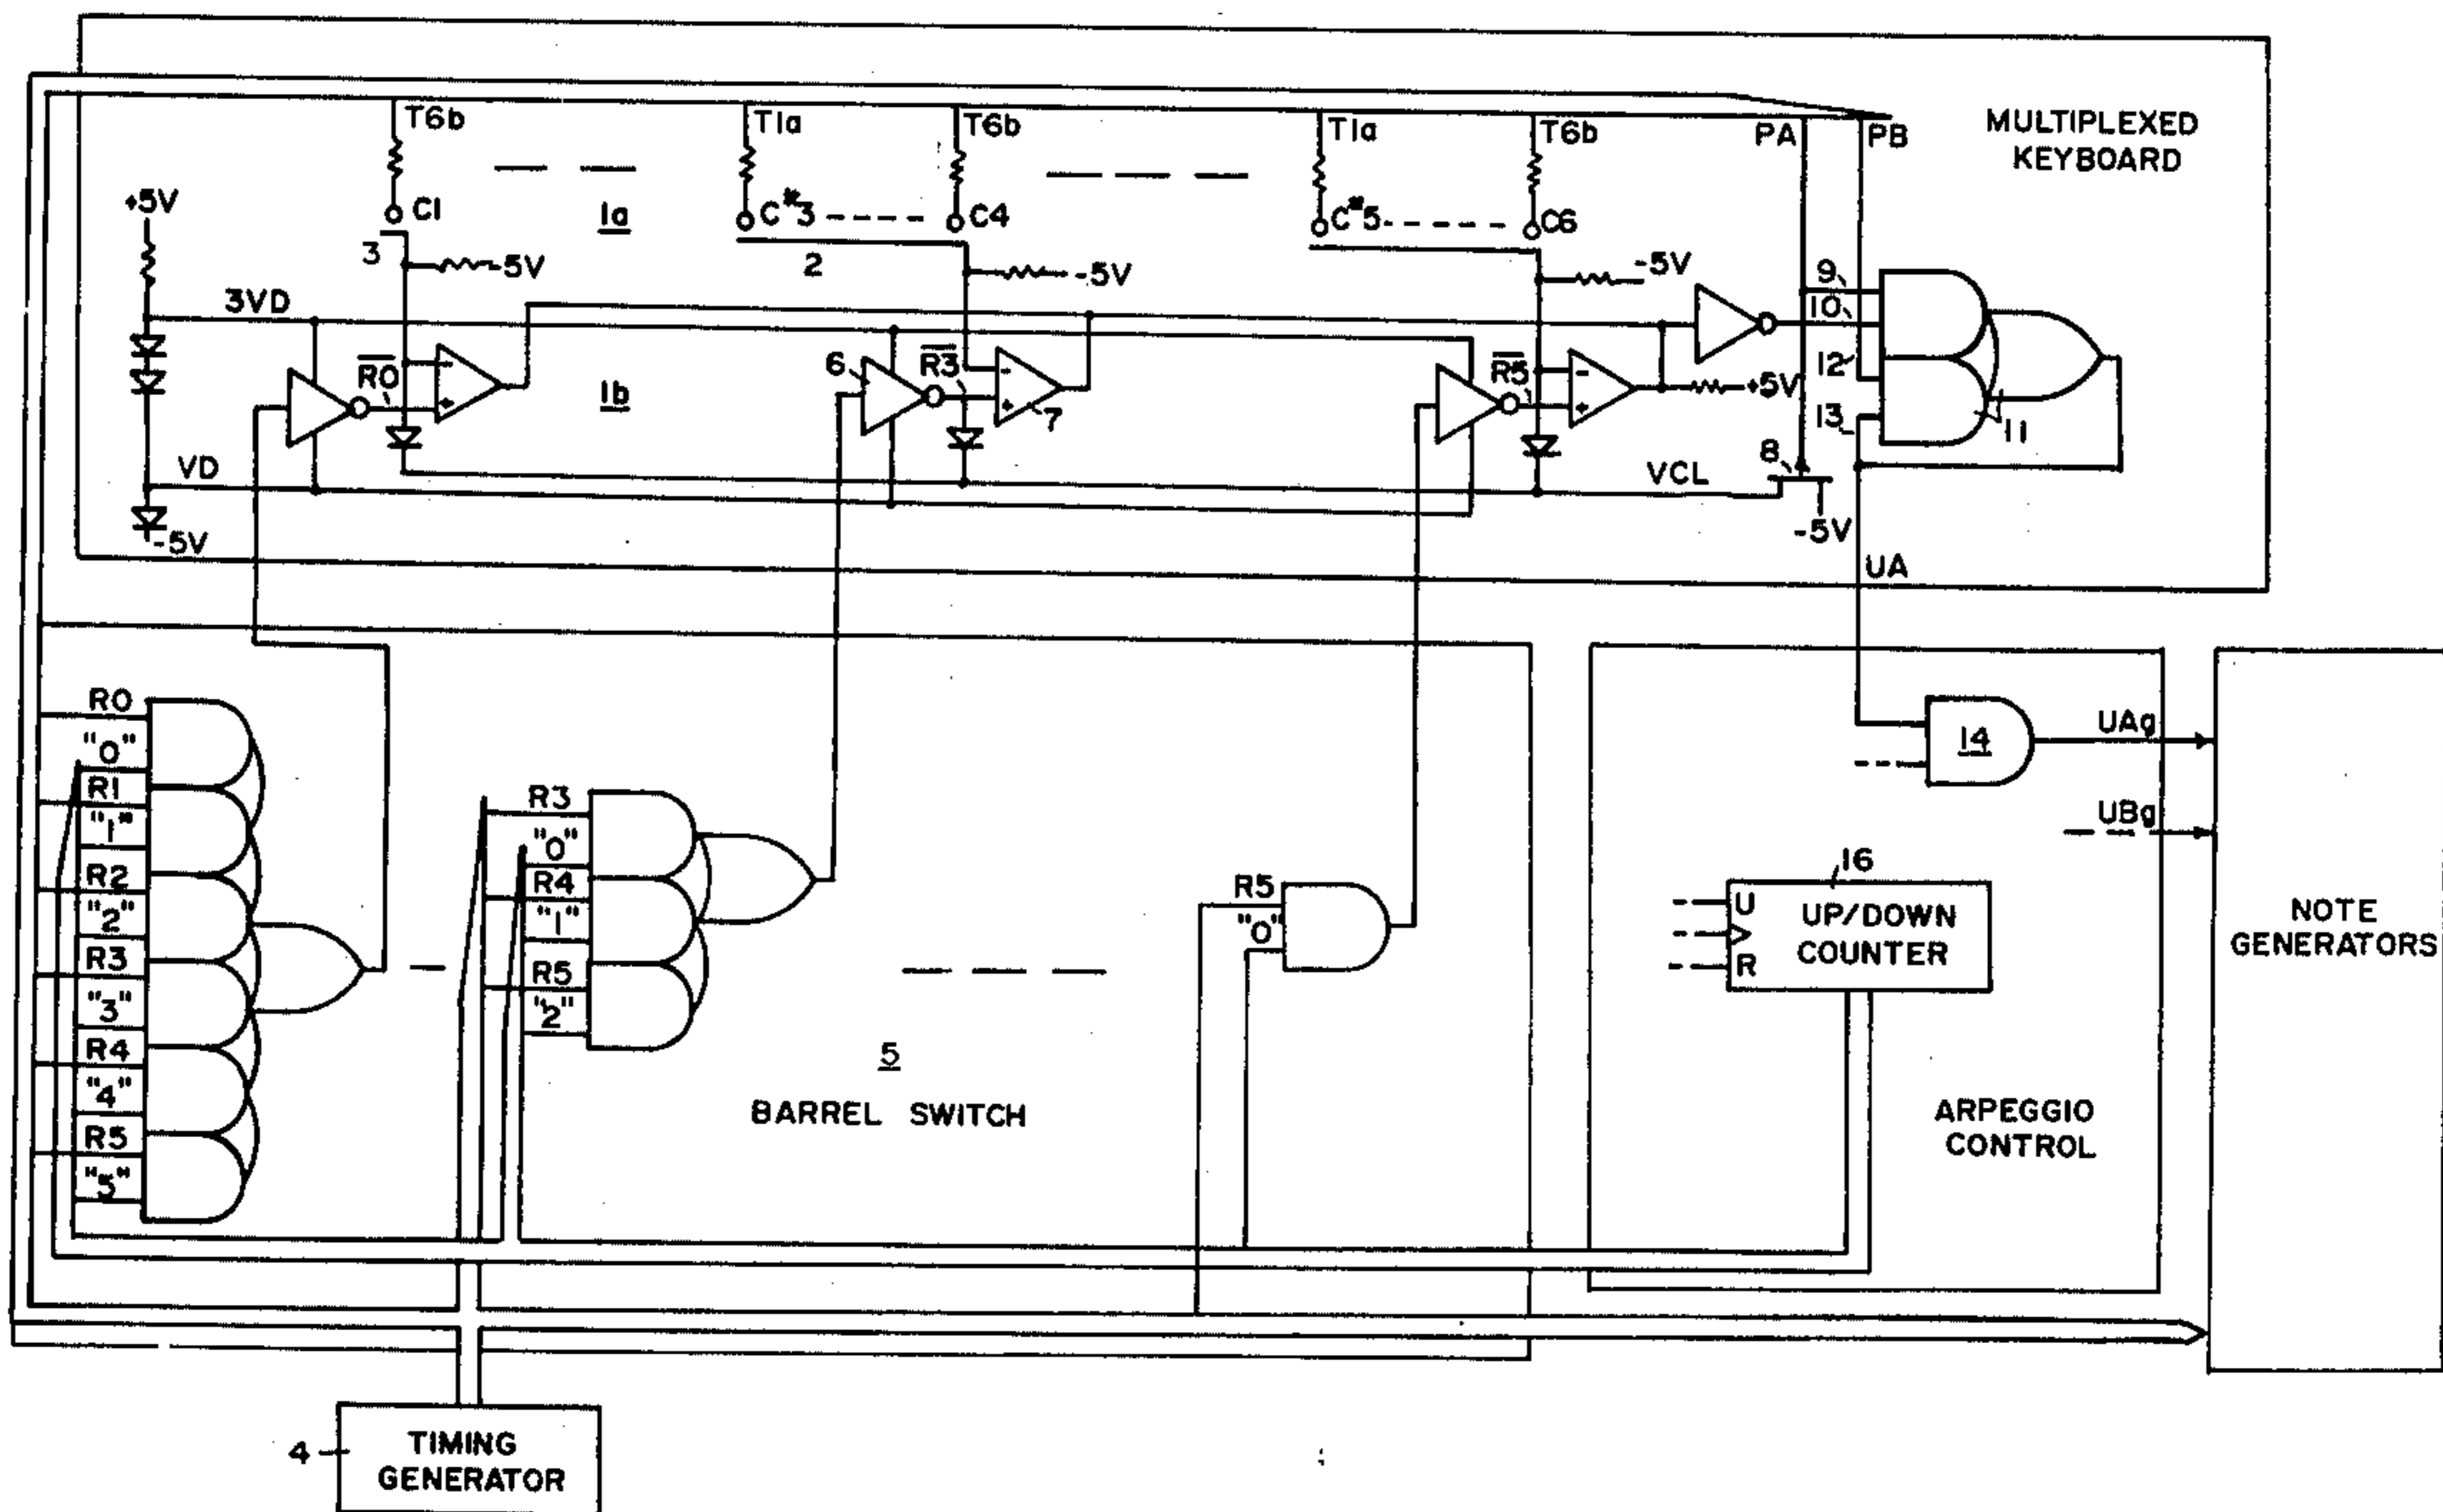 MULTIPLEXED
KEYBOARD
T6b
T1a
T6b
T1a
T6b
PA
PB
+5V
C1
1a
C#3
C4
C#5
C6
3
-5V
2
-5V
-5V
9
10
3VD
R0
1b
6
R3
7
R5
+5V
12
13
11
8
VD
VCL
-5V
-5V
UA
R0
"0"
R1
"1"
R2
"2"
R3
"3"
R4
"4"
R5
"5"
R3
"0"
R4
"1"
R5
"2"
R5
"0"
5
BARREL SWITCH
14
UAg
UBg
16
U
R
UP/DOWN
COUNTER
ARPEGGIO
CONTROL
NOTE
GENERATORS
4
TIMING
GENERATOR